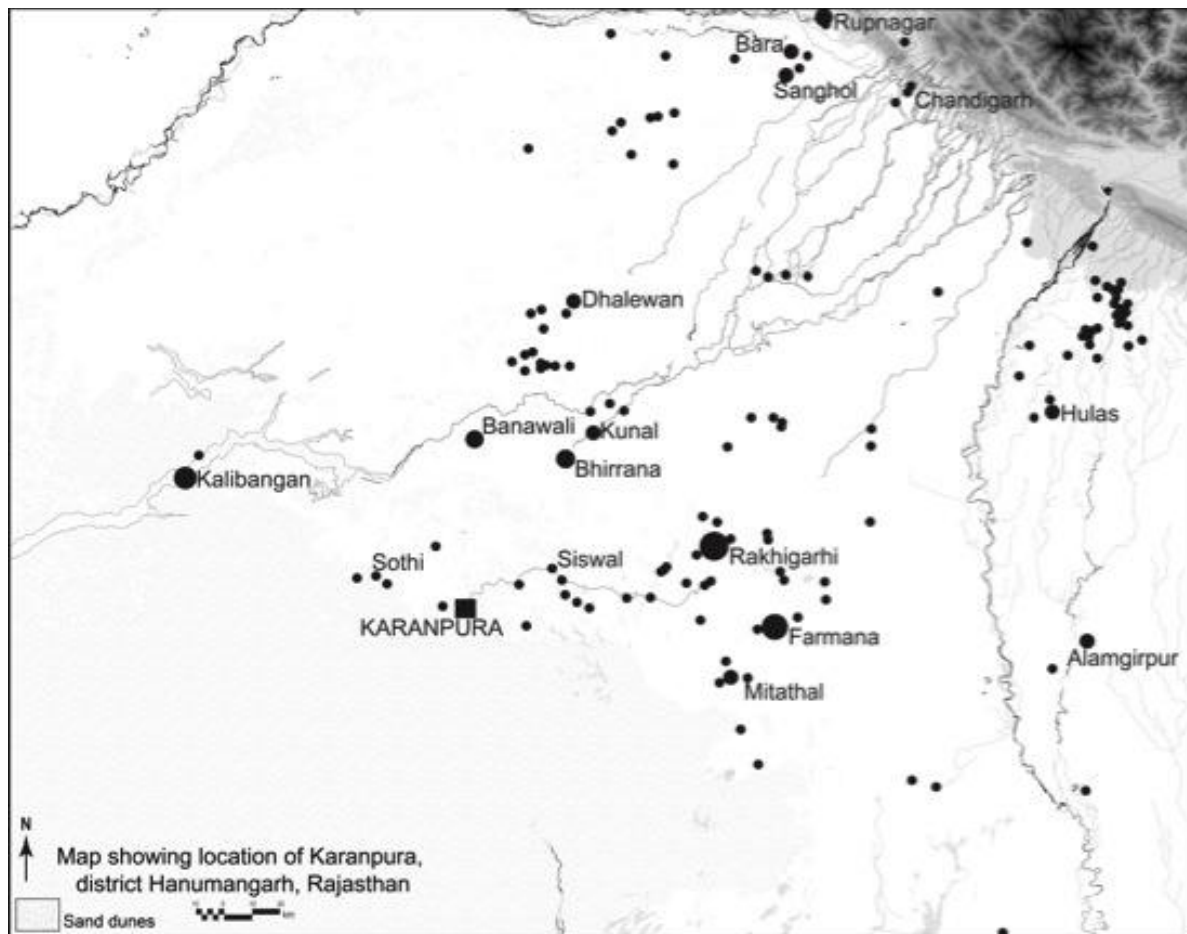 Rupnagar
Bara
Sanghol
Chandigarh
Dhalewan
Hulas
Banawali
Kunal
Bhirrana
Kalibangan
Rakhigarhi
Sothi
Siswal
KARANPURA
Farmana
Alamgirpur
Mitathal
N
Map showing location of Karanpura,
district Hanumangarh, Rajasthan
Sand dunes
km